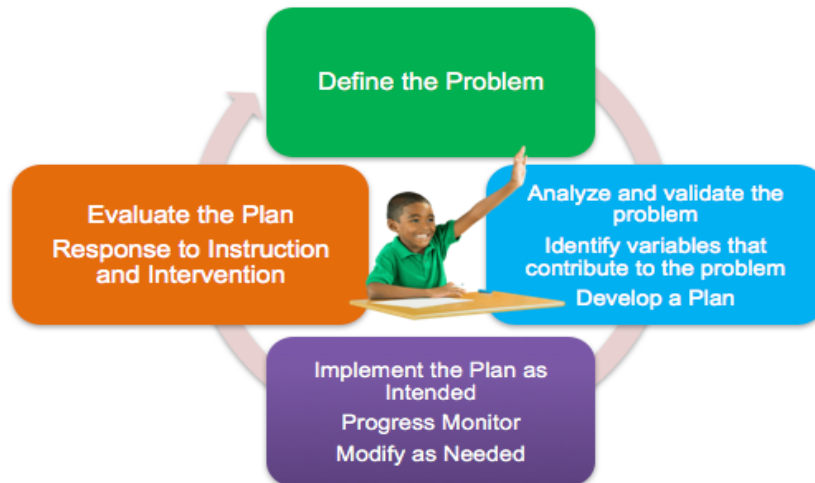 Define the Problem
Analyze and validate the
problem
Identify variables that
contribute to the problem
Develop a Plan
Implement the Plan as
Intended
Progress Monitor
Modify as Needed
Evaluate the Plan
Response to Instruction
and Intervention